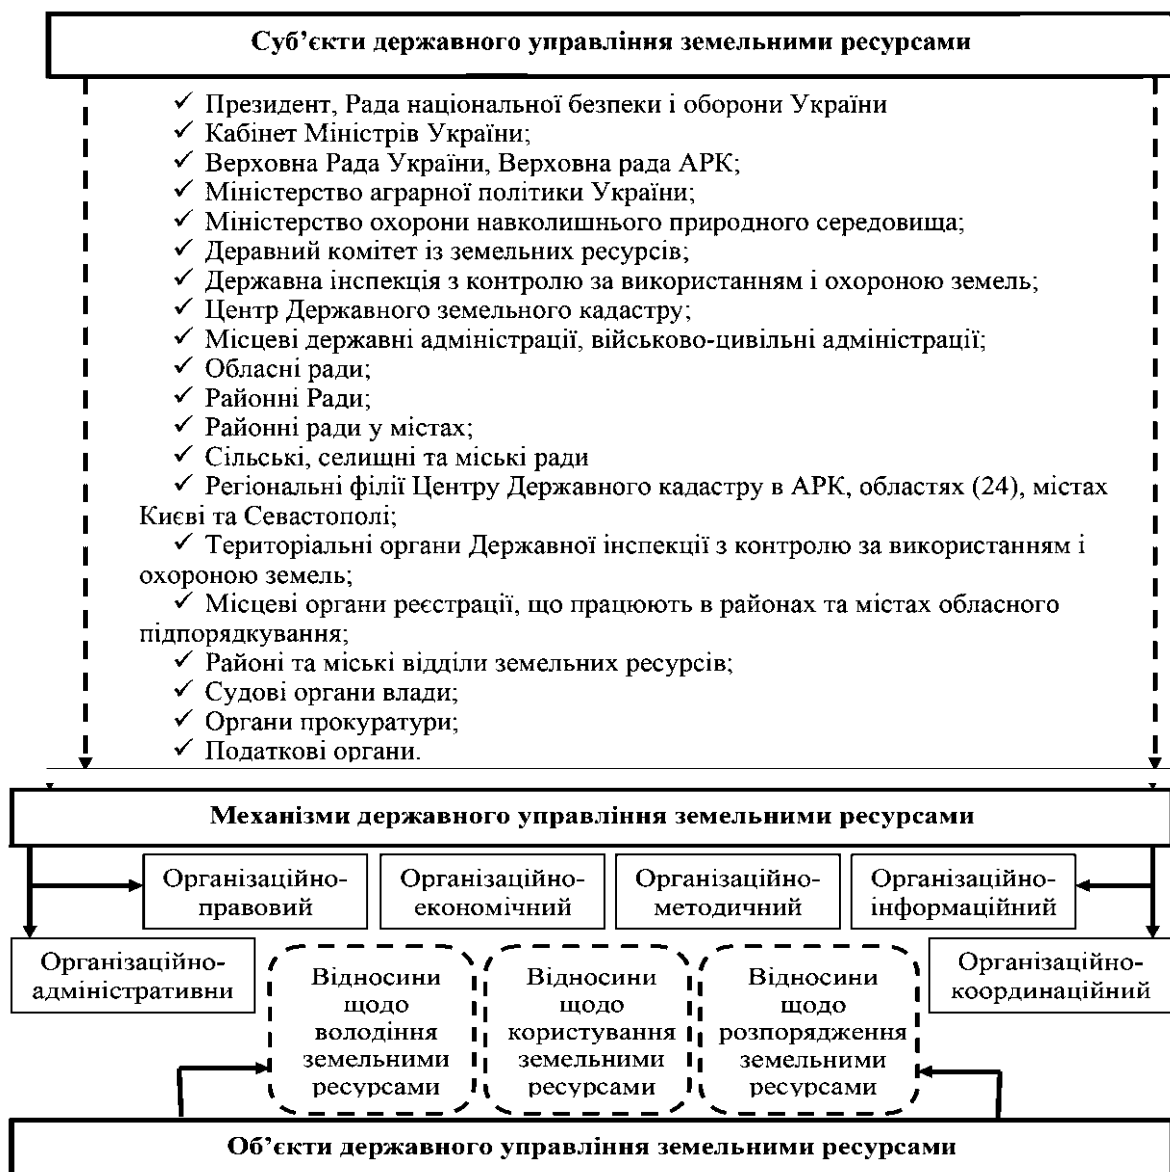 Суб’єкти державного управління земельними ресурсами
✓ Президент, Рада національної безпеки і оборони України
✓ Кабінет Міністрів України;
✓ Верховна Рада України, Верховна рада АРК;
✓ Міністерство аграрної політики України;
✓ Міністерство охорони навколишнього природного середовища;
✓ Деравний комітет із земельних ресурсів;
✓ Державна інспекція з контролю за використанням і охороною земель;
✓ Центр Державного земельного кадастру;
✓ Місцеві державні адміністрації, військово-цивільні адміністрації;
✓ Обласні ради;
✓ Районні Ради;
✓ Районні ради у містах;
✓ Сільські, селищні та міські ради
✓ Регіональні філії Центру Державного кадастру в АРК, областях (24), містах
Києві та Севастополі;
✓ Територіальні органи Державної інспекції з контролю за використанням і
охороною земель;
✓ Місцеві органи реєстрації, що працюють в районах та містах обласного
підпорядкування;
✓ Районі та міські відділи земельних ресурсів;
✓ Судові органи влади;
✓ Органи прокуратури;
✓ Податкові органи.
Механізми державного управління земельними ресурсами
Організаційно-
правовий
Організаційно-
економічний
Організаційно-
методичний
Організаційно-
інформаційний
Організаційно-
адміністративни
Відносини
щодо
володіння
земельними
ресурсами
Відносини
щодо
користування
земельними
ресурсами
Відносини
щодо
розпорядження
земельними
ресурсами
Організаційно-
координаційний
Об’єкти державного управління земельними ресурсами